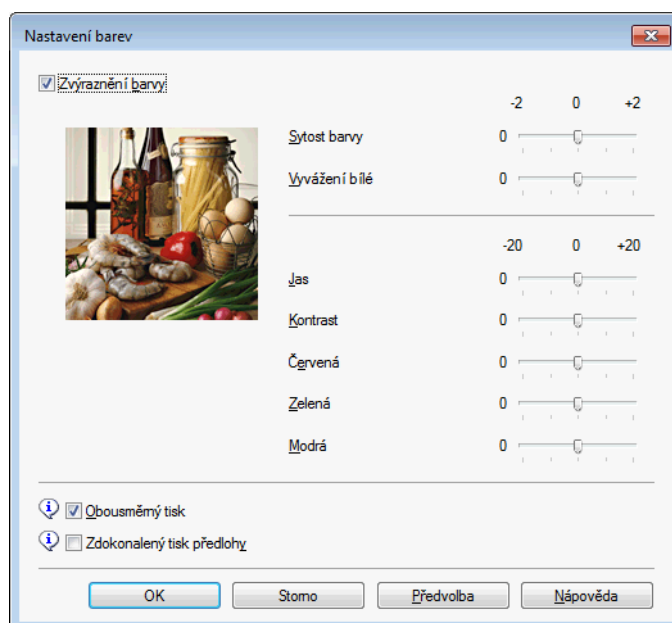 Nastavení barev
Zvýraznění barvy
-2 0 +2
Sytost barvy 0
Vyvážení bílé 0
-20 0 +20
Jas 0
Kontrast 0
Červená 0
Zelená 0
Modrá 0
Obousměrný tisk
Zdokonalený tisk předlohy
OK Storno Předvolba Nápověda